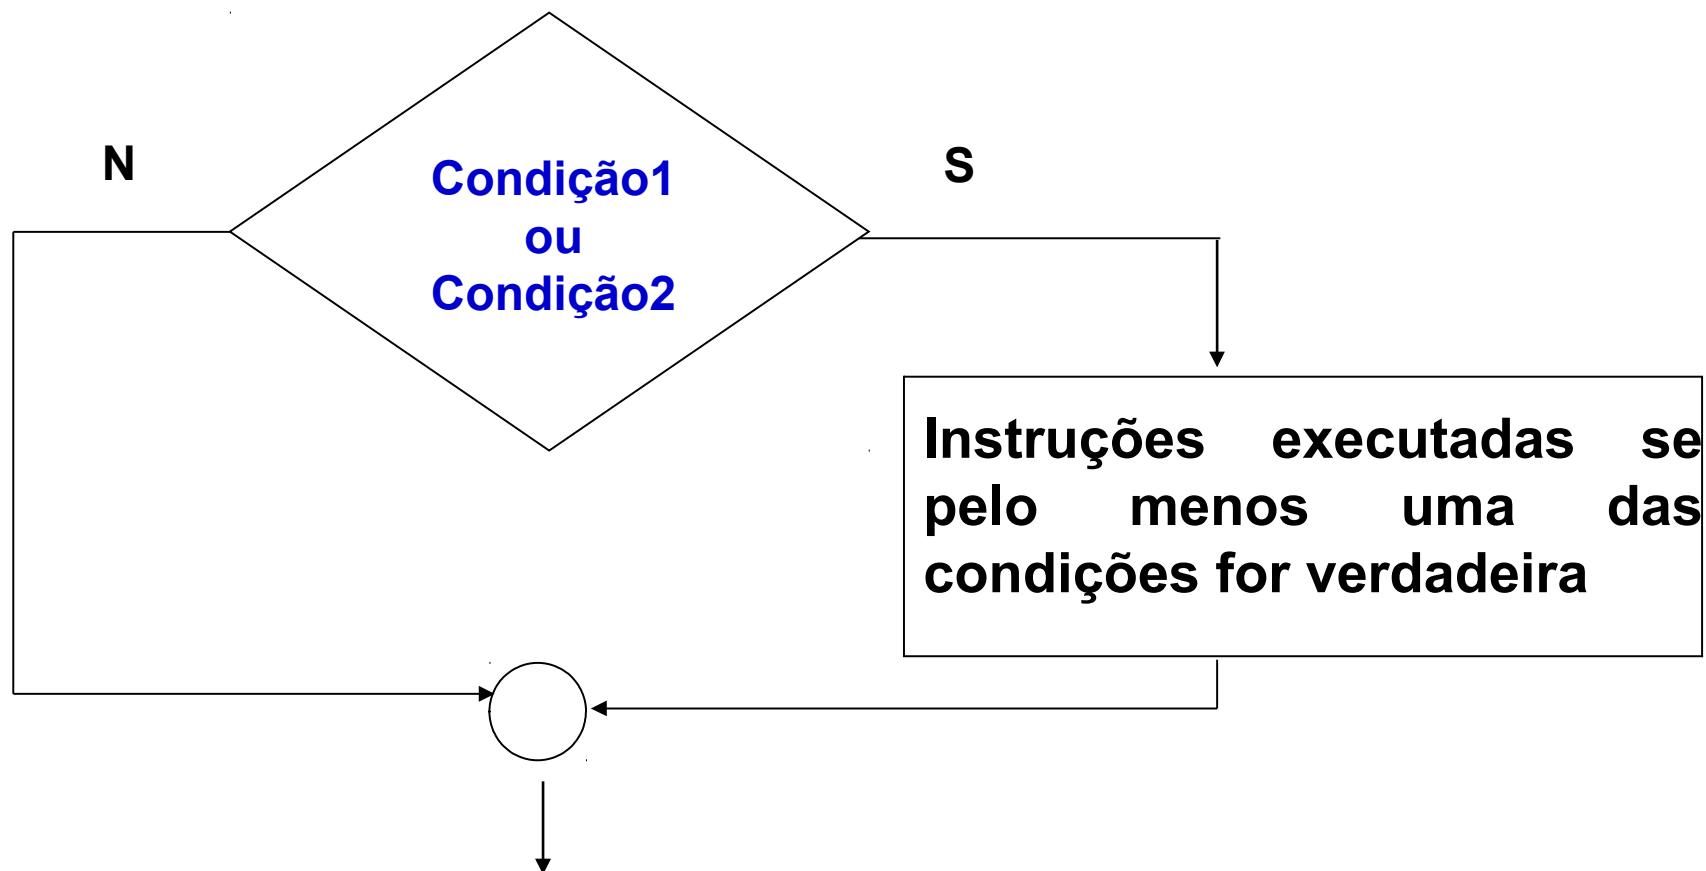 N
Condição1
ou
Condição2
S
Instruções executadas se
pelo menos uma das
condições for verdadeira